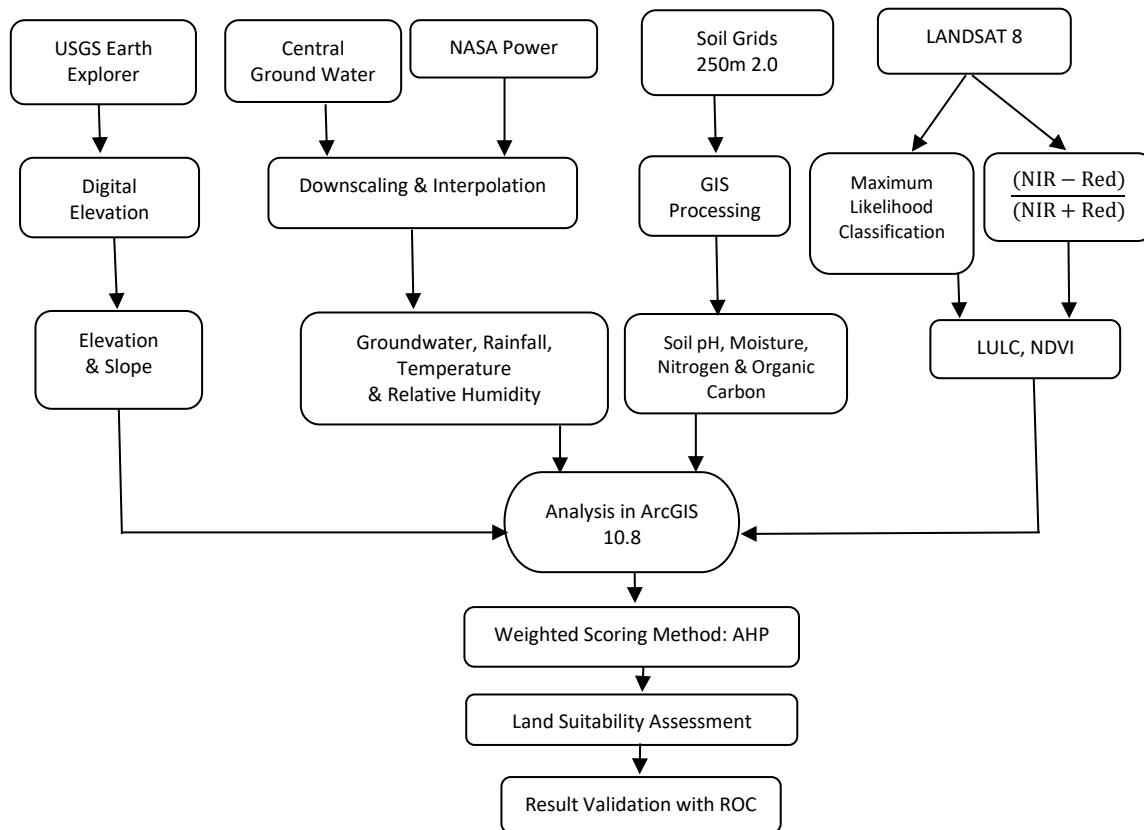 USGS Earth
Explorer
Central
Ground Water
NASA Power
Soil Grids
250m 2.0
LANDSAT 8
Digital
Elevation
Downscaling & Interpolation
GIS
Processing
Maximum
Likelihood
Classification
(NIR − Red)
(NIR + Red)
Elevation
& Slope
Groundwater, Rainfall,
Temperature
& Relative Humidity
Soil pH, Moisture,
Nitrogen & Organic
Carbon
LULC, NDVI
Analysis in ArcGIS
10.8
Weighted Scoring Method: AHP
Land Suitability Assessment
Result Validation with ROC